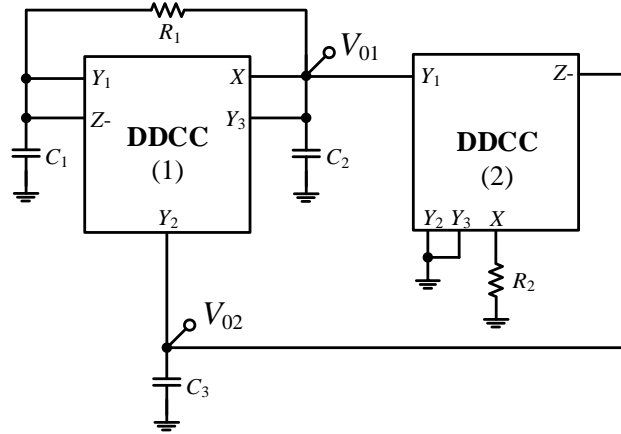 R1
V01
Y1
X
Y1
Z-
Z-
Y3
DDCC
(1)
DDCC
(2)
C1
C2
Y2
Y2
Y3
X
R2
V02
C3